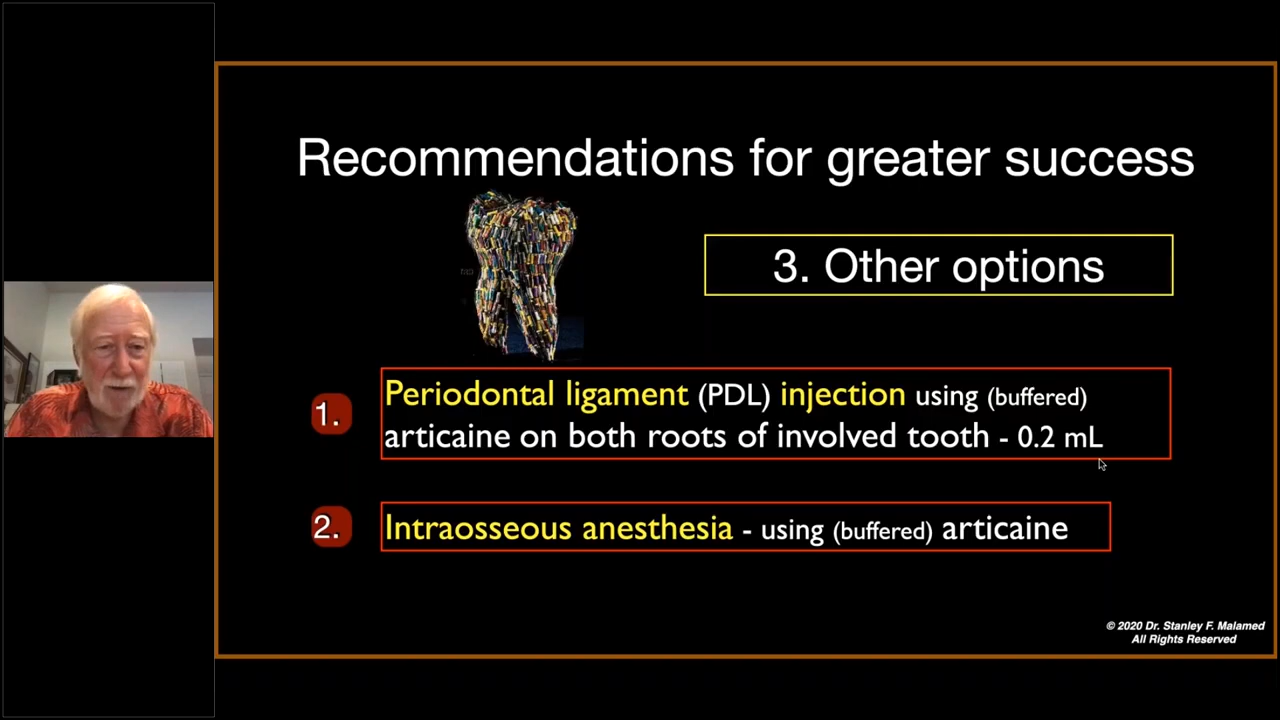 Recommendations for greater success
3. Other options
1.
Periodontal ligament (PDL) injection using (buffered)
articaine on both roots of involved tooth - 0.2 mL
2.
Intraosseous anesthesia - using (buffered) articaine
© 2020 Dr. Stanley F. Malamed
All Rights Reserved